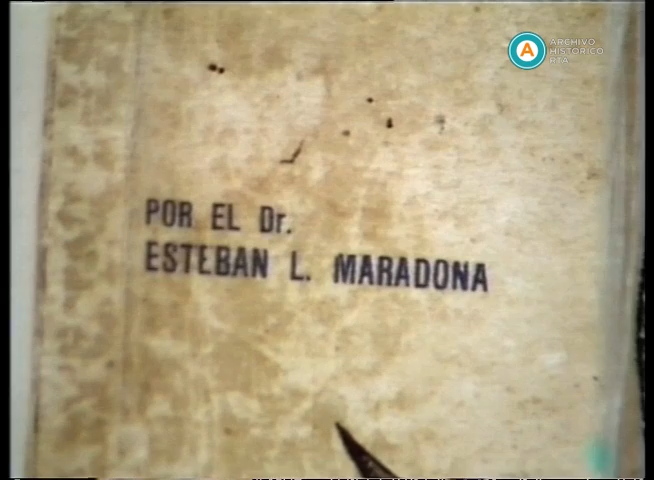 A
ARCHIVO
HISTÓRICO
RTA
POR EL Dr.
ESTEBAN L. MARADONA